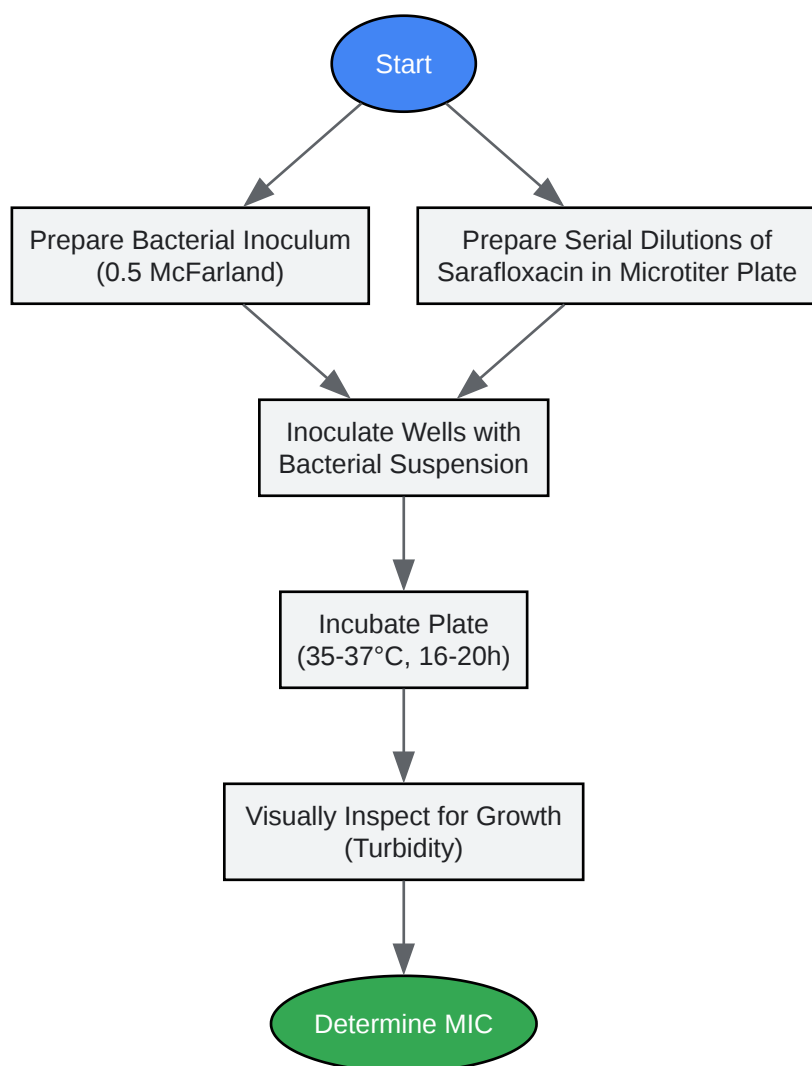 Start
Prepare Bacterial Inoculum
(0.5 McFarland)
Prepare Serial Dilutions of
Sarafloxacin in Microtiter Plate
Inoculate Wells with
Bacterial Suspension
Incubate Plate
(35-37°C, 16-20h)
Visually Inspect for Growth
(Turbidity)
Determine MIC